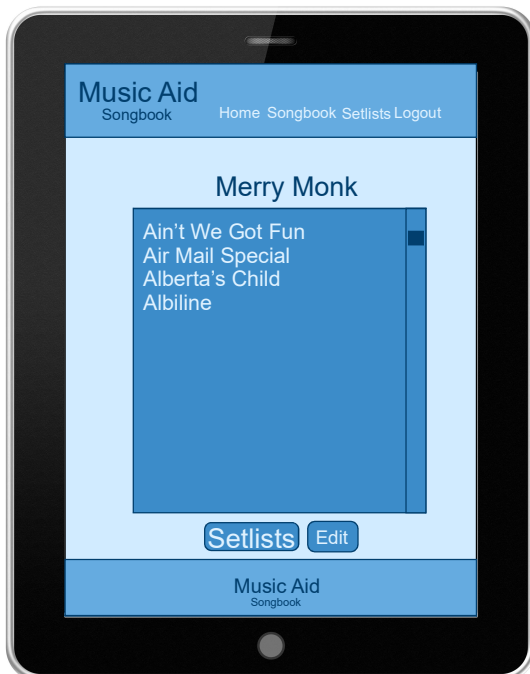 Music Aid
Songbook
Home Songbook Setlists Logout
Merry Monk
Ain’t We Got Fun
Air Mail Special
Alberta’s Child
Albiline
Setlists Edit
Music Aid
Songbook